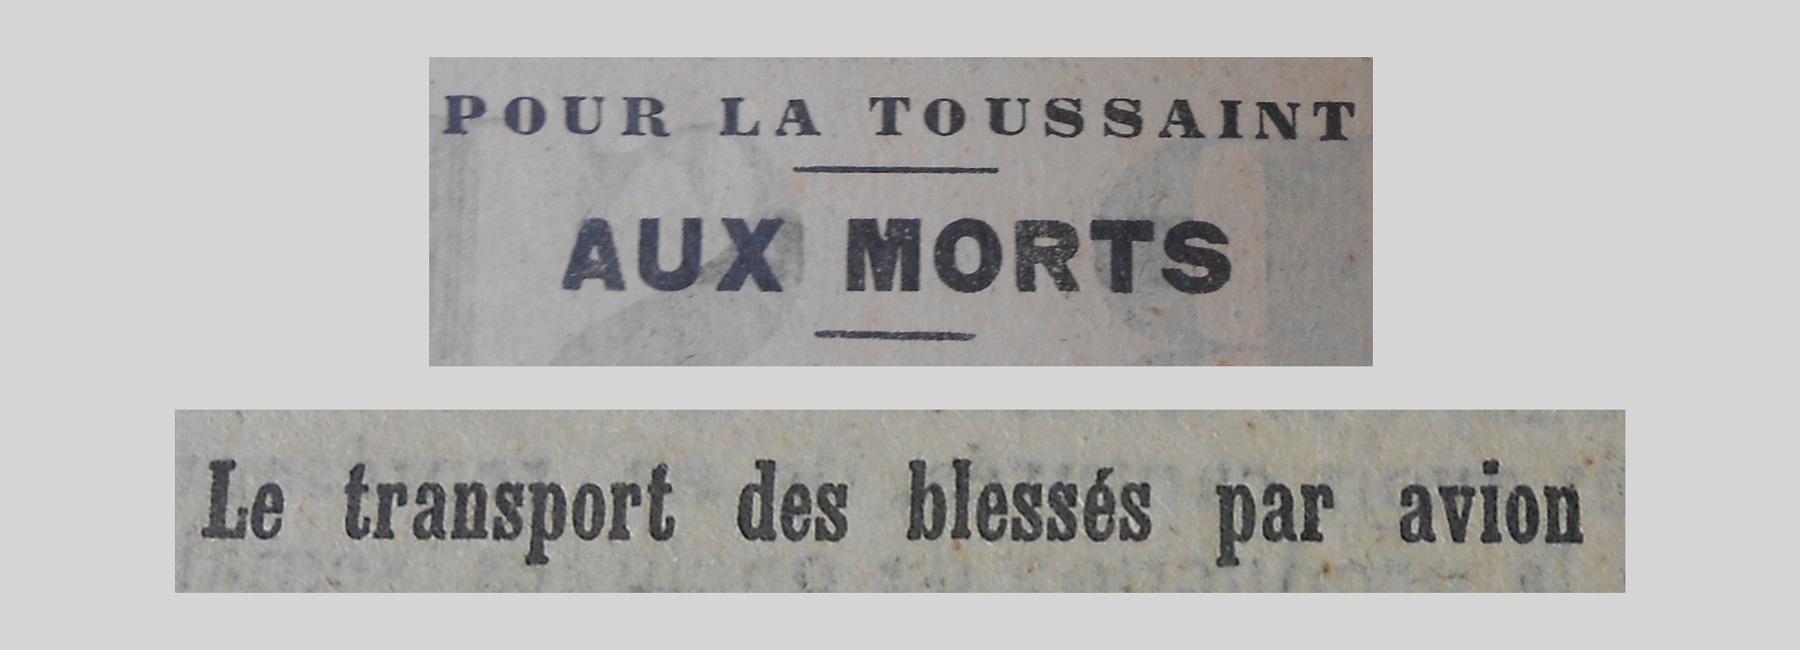 POUR LA TOUSSAINT
AUX MORTS
Le transport des blessés par avion